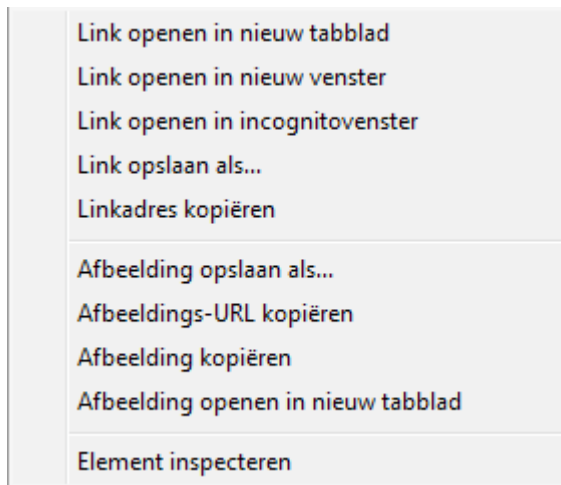 Link openen in nieuw tabblad
Link openen in nieuw venster
Link openen in incognitovenster
Link opslaan als...
Linkadres kopiëren
Afbeelding opslaan als...
Afbeeldings-URL kopiëren
Afbeelding kopiëren
Afbeelding openen in nieuw tabblad
Element inspecteren